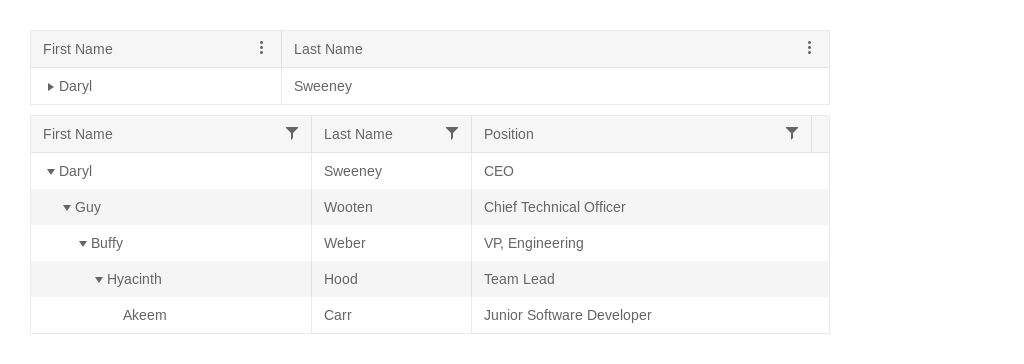 First Name Last Name
Daryl Sweeney
First Name Last Name Position
Daryl Sweeney CEO
Guy Wooten Chief Technical Officer
Buffy Weber VP, Engineering
Hyacinth Hood Team Lead
Akeem Carr Junior Software Developer